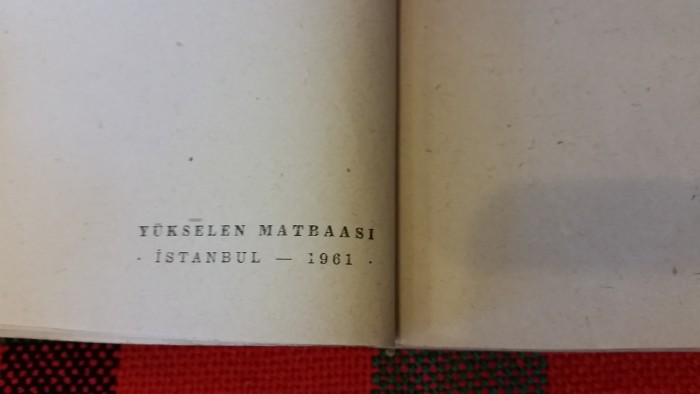 YÜKSELEN MATBAASI
· İSTANBUL — 1961 ·